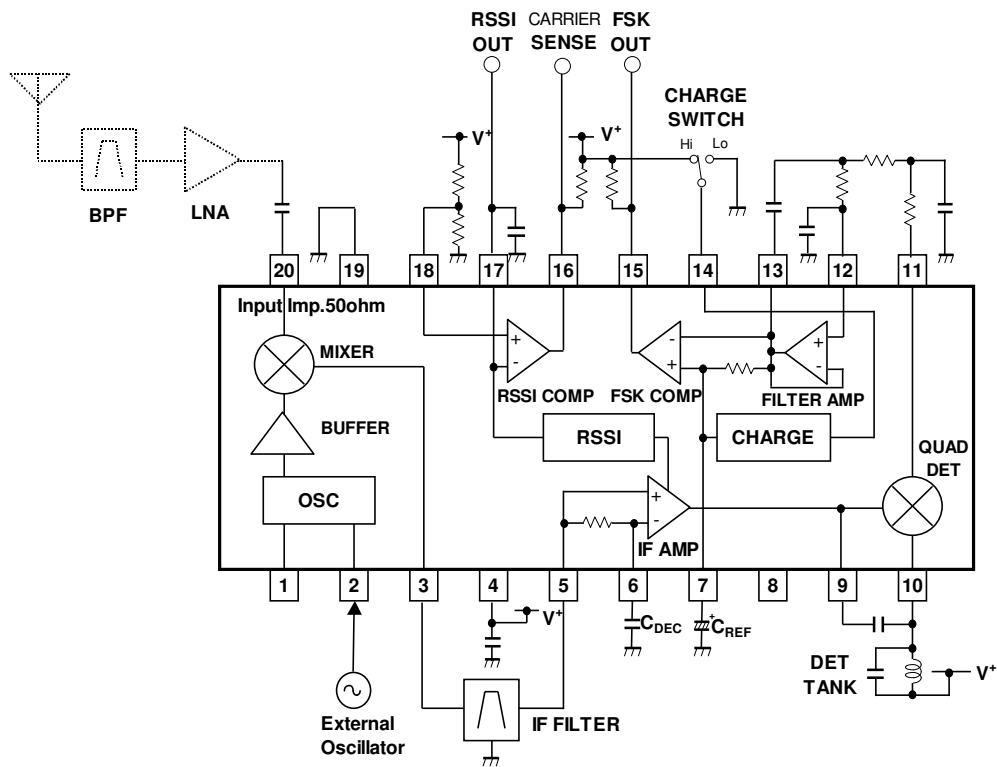 RSSI OUT
CARRIER SENSE
FSK OUT
CHARGE SWITCH
V+
V+
Hi
Lo
BPF
LNA
20
19
18
17
16
15
14
13
12
11
Input Imp.50ohm
MIXER
+
-
RSSI COMP
-
+
FSK COMP
+
-
FILTER AMP
BUFFER
RSSI
CHARGE
QUAD DET
OSC
+
-
IF AMP
1
2
3
4
5
6
7
8
9
10
V+
CDEC
+
CREF
DET TANK
V+
External Oscillator
IF FILTER